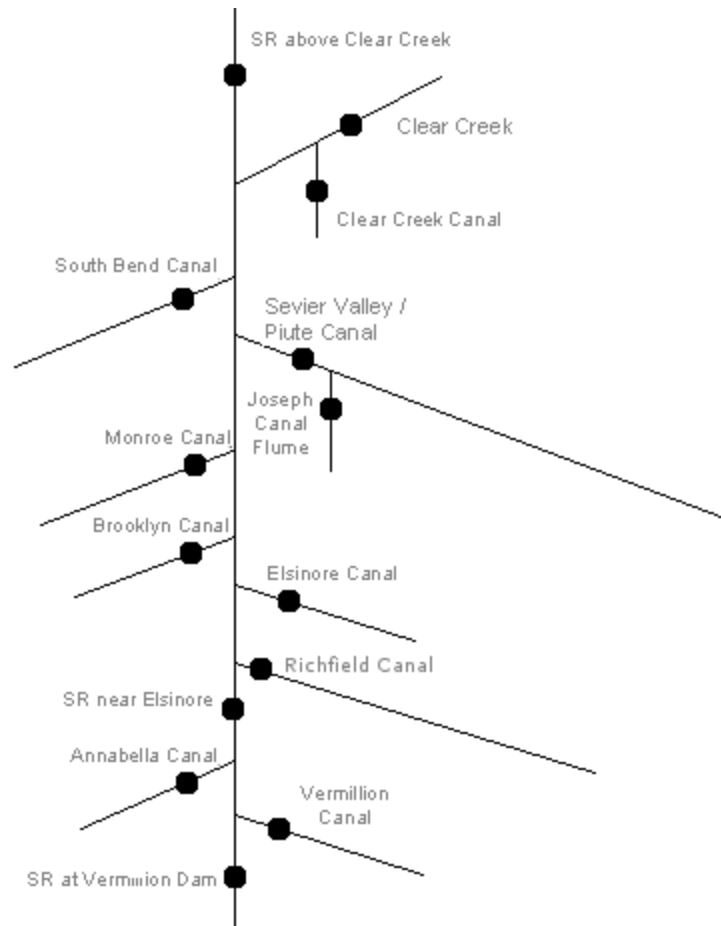 SR above Clear Creek
Clear Creek
Clear Creek Canal
South Bend Canal
Sevier Valley /
Piute Canal
Joseph
Canal
Flume
Monroe Canal
Brooklyn Canal
Elsinore Canal
Richfield Canal
SR near Elsinore
Annabella Canal
Vermillion
Canal
SR at Vermillion Dam